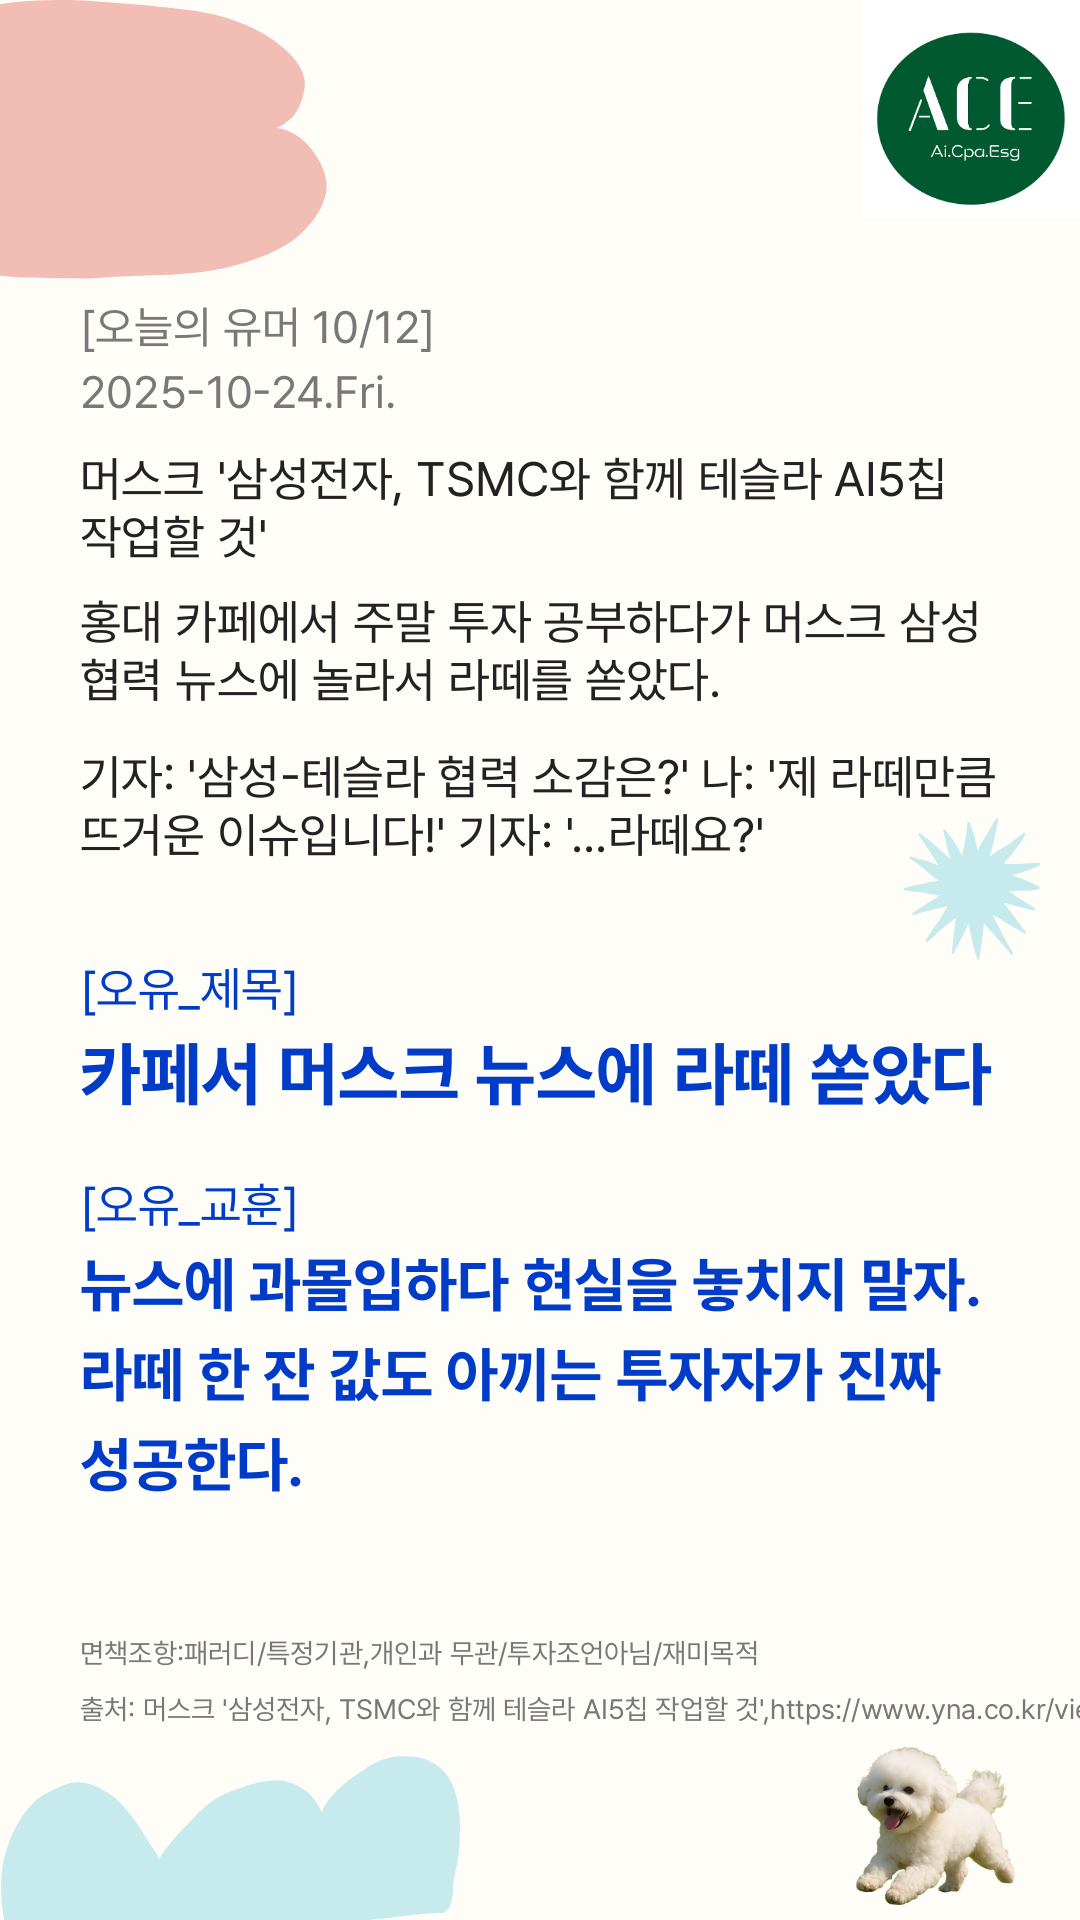 ACE
Ai.Cpa.Esg
[오늘의 유머 10/12]
2025-10-24.Fri.
머스크 '삼성전자, TSMC와 함께 테슬라 AI5칩
작업할 것'
홍대 카페에서 주말 투자 공부하다가 머스크 삼성
협력 뉴스에 놀라서 라떼를 쏟았다.
기자: '삼성-테슬라 협력 소감은?' 나: '제 라떼만큼
뜨거운 이슈입니다!' 기자: '...라떼요?'
[오유_제목]
카페서 머스크 뉴스에 라떼 쏟았다
[오유_교훈]
뉴스에 과몰입하다 현실을 놓치지 말자.
라떼 한 잔 값도 아끼는 투자자가 진짜
성공한다.
면책조항:패러디/특정기관,개인과 무관/투자조언아님/재미목적
출처: 머스크 '삼성전자, TSMC와 함께 테슬라 AI5칩 작업할 것',https://www.yna.co.kr/vie